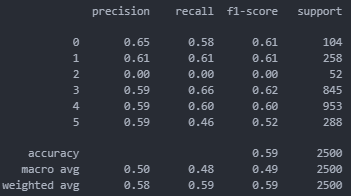 precision recall f1-score support
0 0.65 0.58 0.61 104
1 0.61 0.61 0.61 258
2 0.00 0.00 0.00 52
3 0.59 0.66 0.62 845
4 0.59 0.60 0.60 953
5 0.59 0.46 0.52 288
accuracy 0.59 2500
macro avg 0.50 0.48 0.49 2500
weighted avg 0.58 0.59 0.59 2500